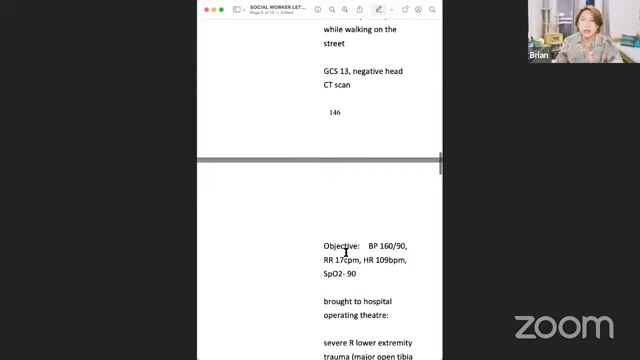 SOCIAL WORKER LET...
Page 5 of 10 – Edited
while walking on the
street
GCS 13, negative head
CT scan
146
Objective: BP 160/90,
RR 17cpm, HR 109bpm,
SpO2- 90
brought to hospital
operating theatre:
severe R lower extremity
trauma (major open tibia
Brian
zoom